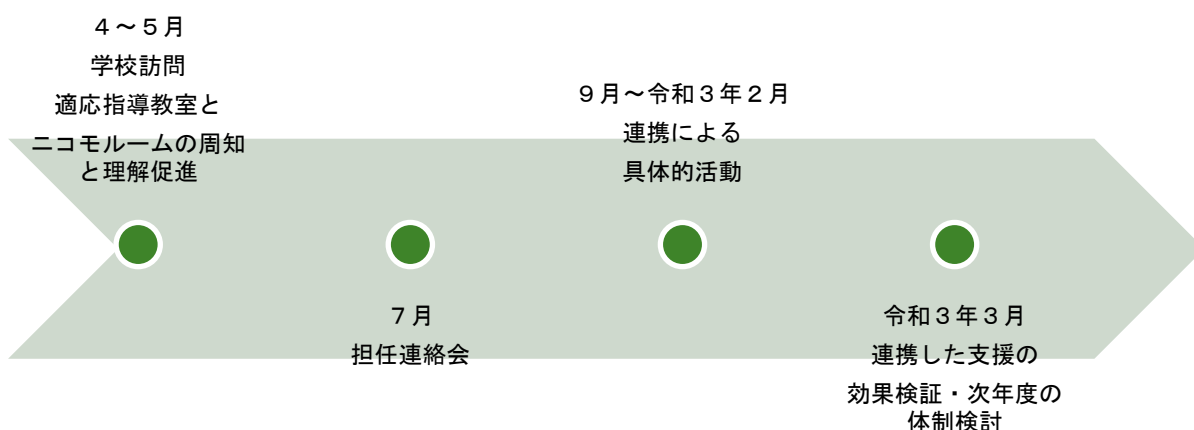 ４～５月
学校訪問
適応指導教室と
ニコモルームの周知
と理解促進
７月
担任連絡会
９月～令和３年２月
連携による
具体的活動
令和３年３月
連携した支援の
効果検証・次年度の
体制検討